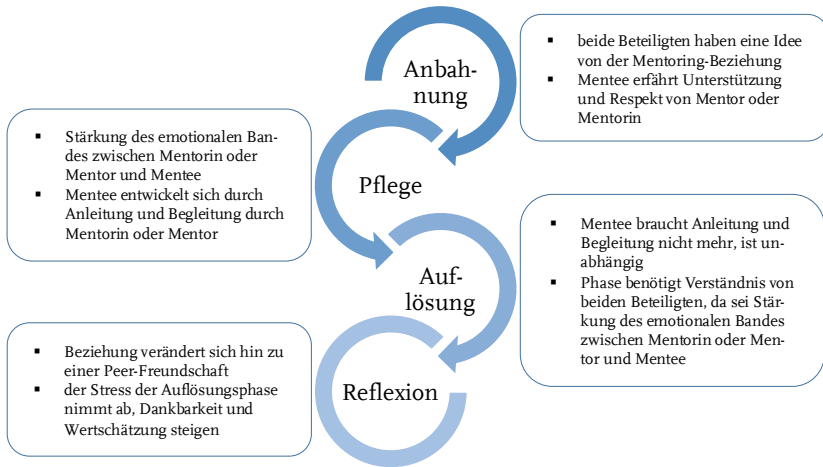 Anbah-
nung
▪ beide Beteiligten haben eine Idee
von der Mentoring-Beziehung
▪ Mentee erfährt Unterstützung
und Respekt von Mentor oder
Mentorin
▪ Stärkung des emotionalen Ban-
des zwischen Mentorin oder
Mentor und Mentee
▪ Mentee entwickelt sich durch
Anleitung und Begleitung durch
Mentorin oder Mentor
Pflege
Auf-
lösung
▪ Mentee braucht Anleitung und
Begleitung nicht mehr, ist un-
abhängig
▪ Phase benötigt Verständnis von
beiden Beteiligten, da sei Stär-
kung des emotionalen Bandes
zwischen Mentorin oder Men-
tor und Mentee
▪ Beziehung verändert sich hin zu
einer Peer-Freundschaft
▪ der Stress der Auflösungsphase
nimmt ab, Dankbarkeit und
Wertschätzung steigen
Reflexion